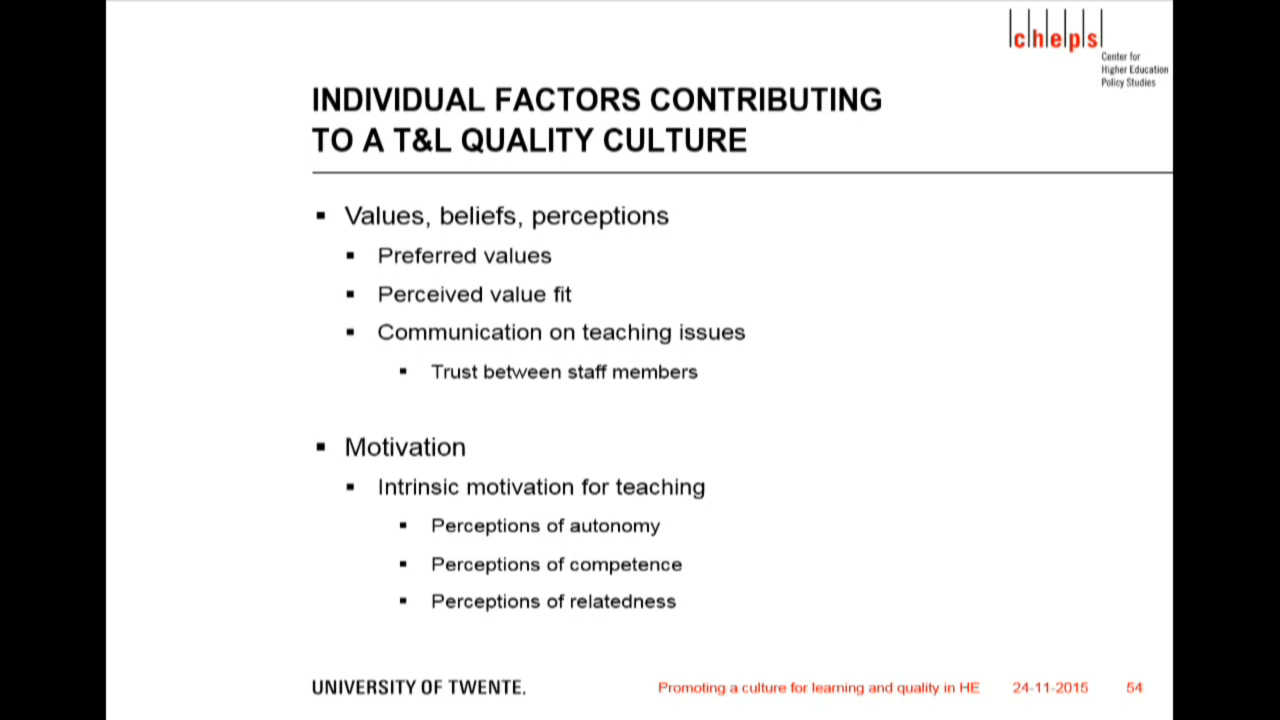 cheps
Center for
Higher Education
Policy Studies
INDIVIDUAL FACTORS CONTRIBUTING
TO A T&L QUALITY CULTURE
Values, beliefs, perceptions
Preferred values
Perceived value fit
Communication on teaching issues
Trust between staff members
Motivation
Intrinsic motivation for teaching
Perceptions of autonomy
Perceptions of competence
Perceptions of relatedness
UNIVERSITY OF TWENTE. Promoting a culture for learning and quality in HE 24-11-2015 54